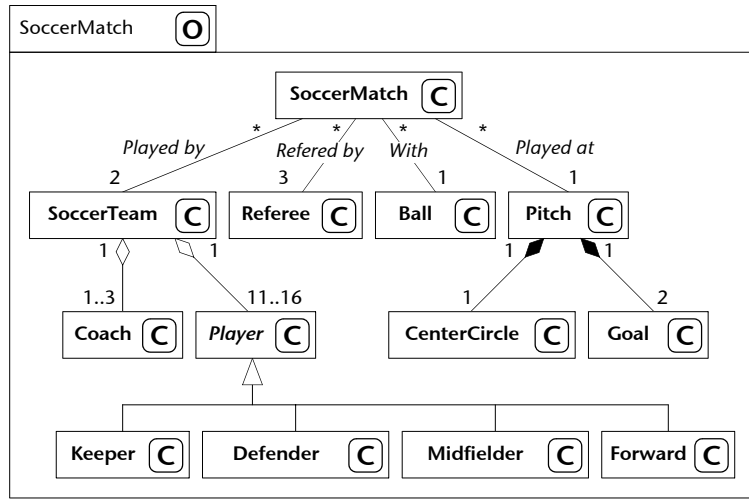 SoccerMatch O
SoccerMatch C
* * * *
Played by Refered by With Played at
2 3 1 1
SoccerTeam C Referee C Ball C Pitch C
1 1 1 1
1..3 11..16 1 2
Coach C Player C CenterCircle C Goal C
Keeper C Defender C Midfielder C Forward C